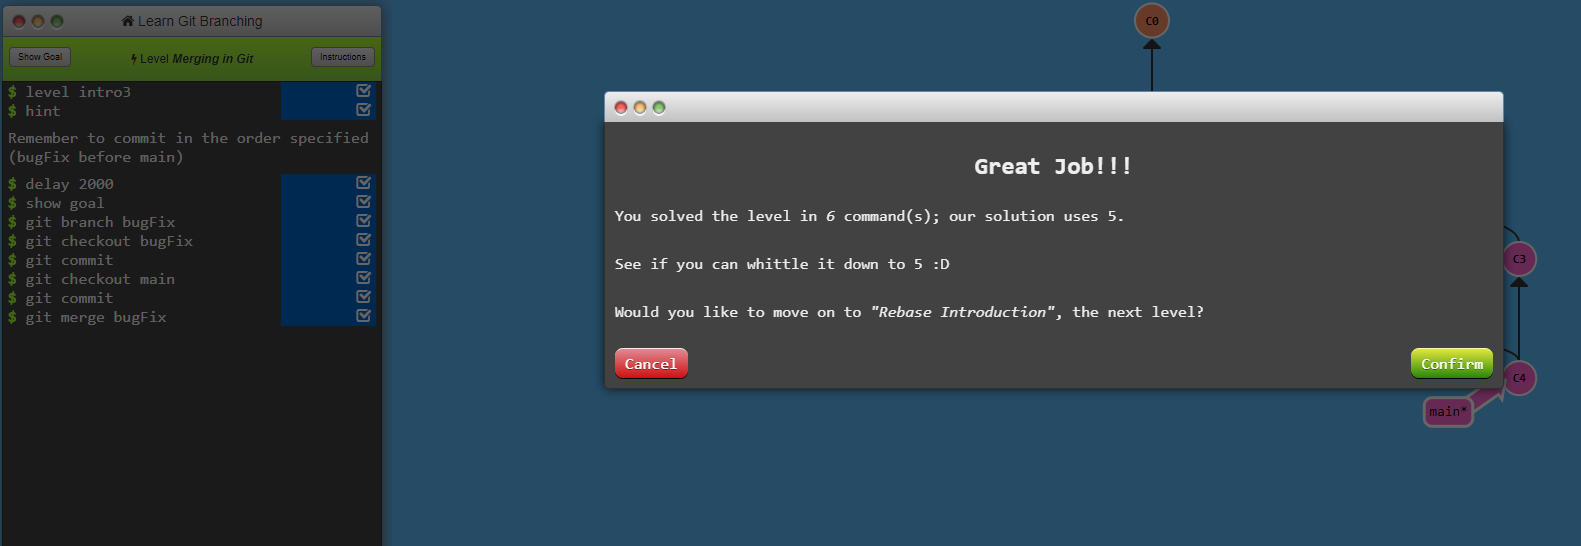 Learn Git Branching
Show Goal
Level Merging in Git
Instructions
$ level intro3
$ hint
Remember to commit in the order specified
(bugFix before main)
$ delay 2000
$ show goal
$ git branch bugFix
$ git checkout bugFix
$ git commit
$ git checkout main
$ git commit
$ git merge bugFix
C0
Great Job!!!
You solved the level in 6 command(s); our solution uses 5.
See if you can whittle it down to 5 :D
Would you like to move on to "Rebase Introduction", the next level?
Cancel
Confirm
C3
C4
main*